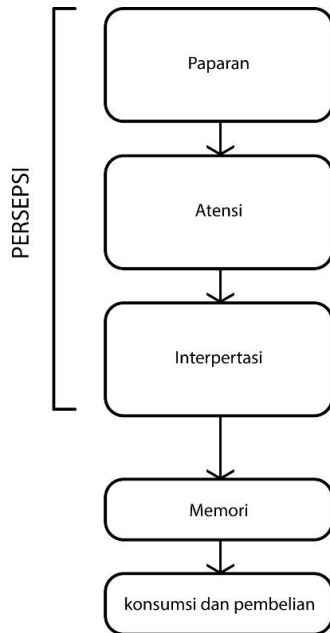 PERSEPSI
Paparan
Atensi
Interpertasi
Memori
konsumsi dan pembelian